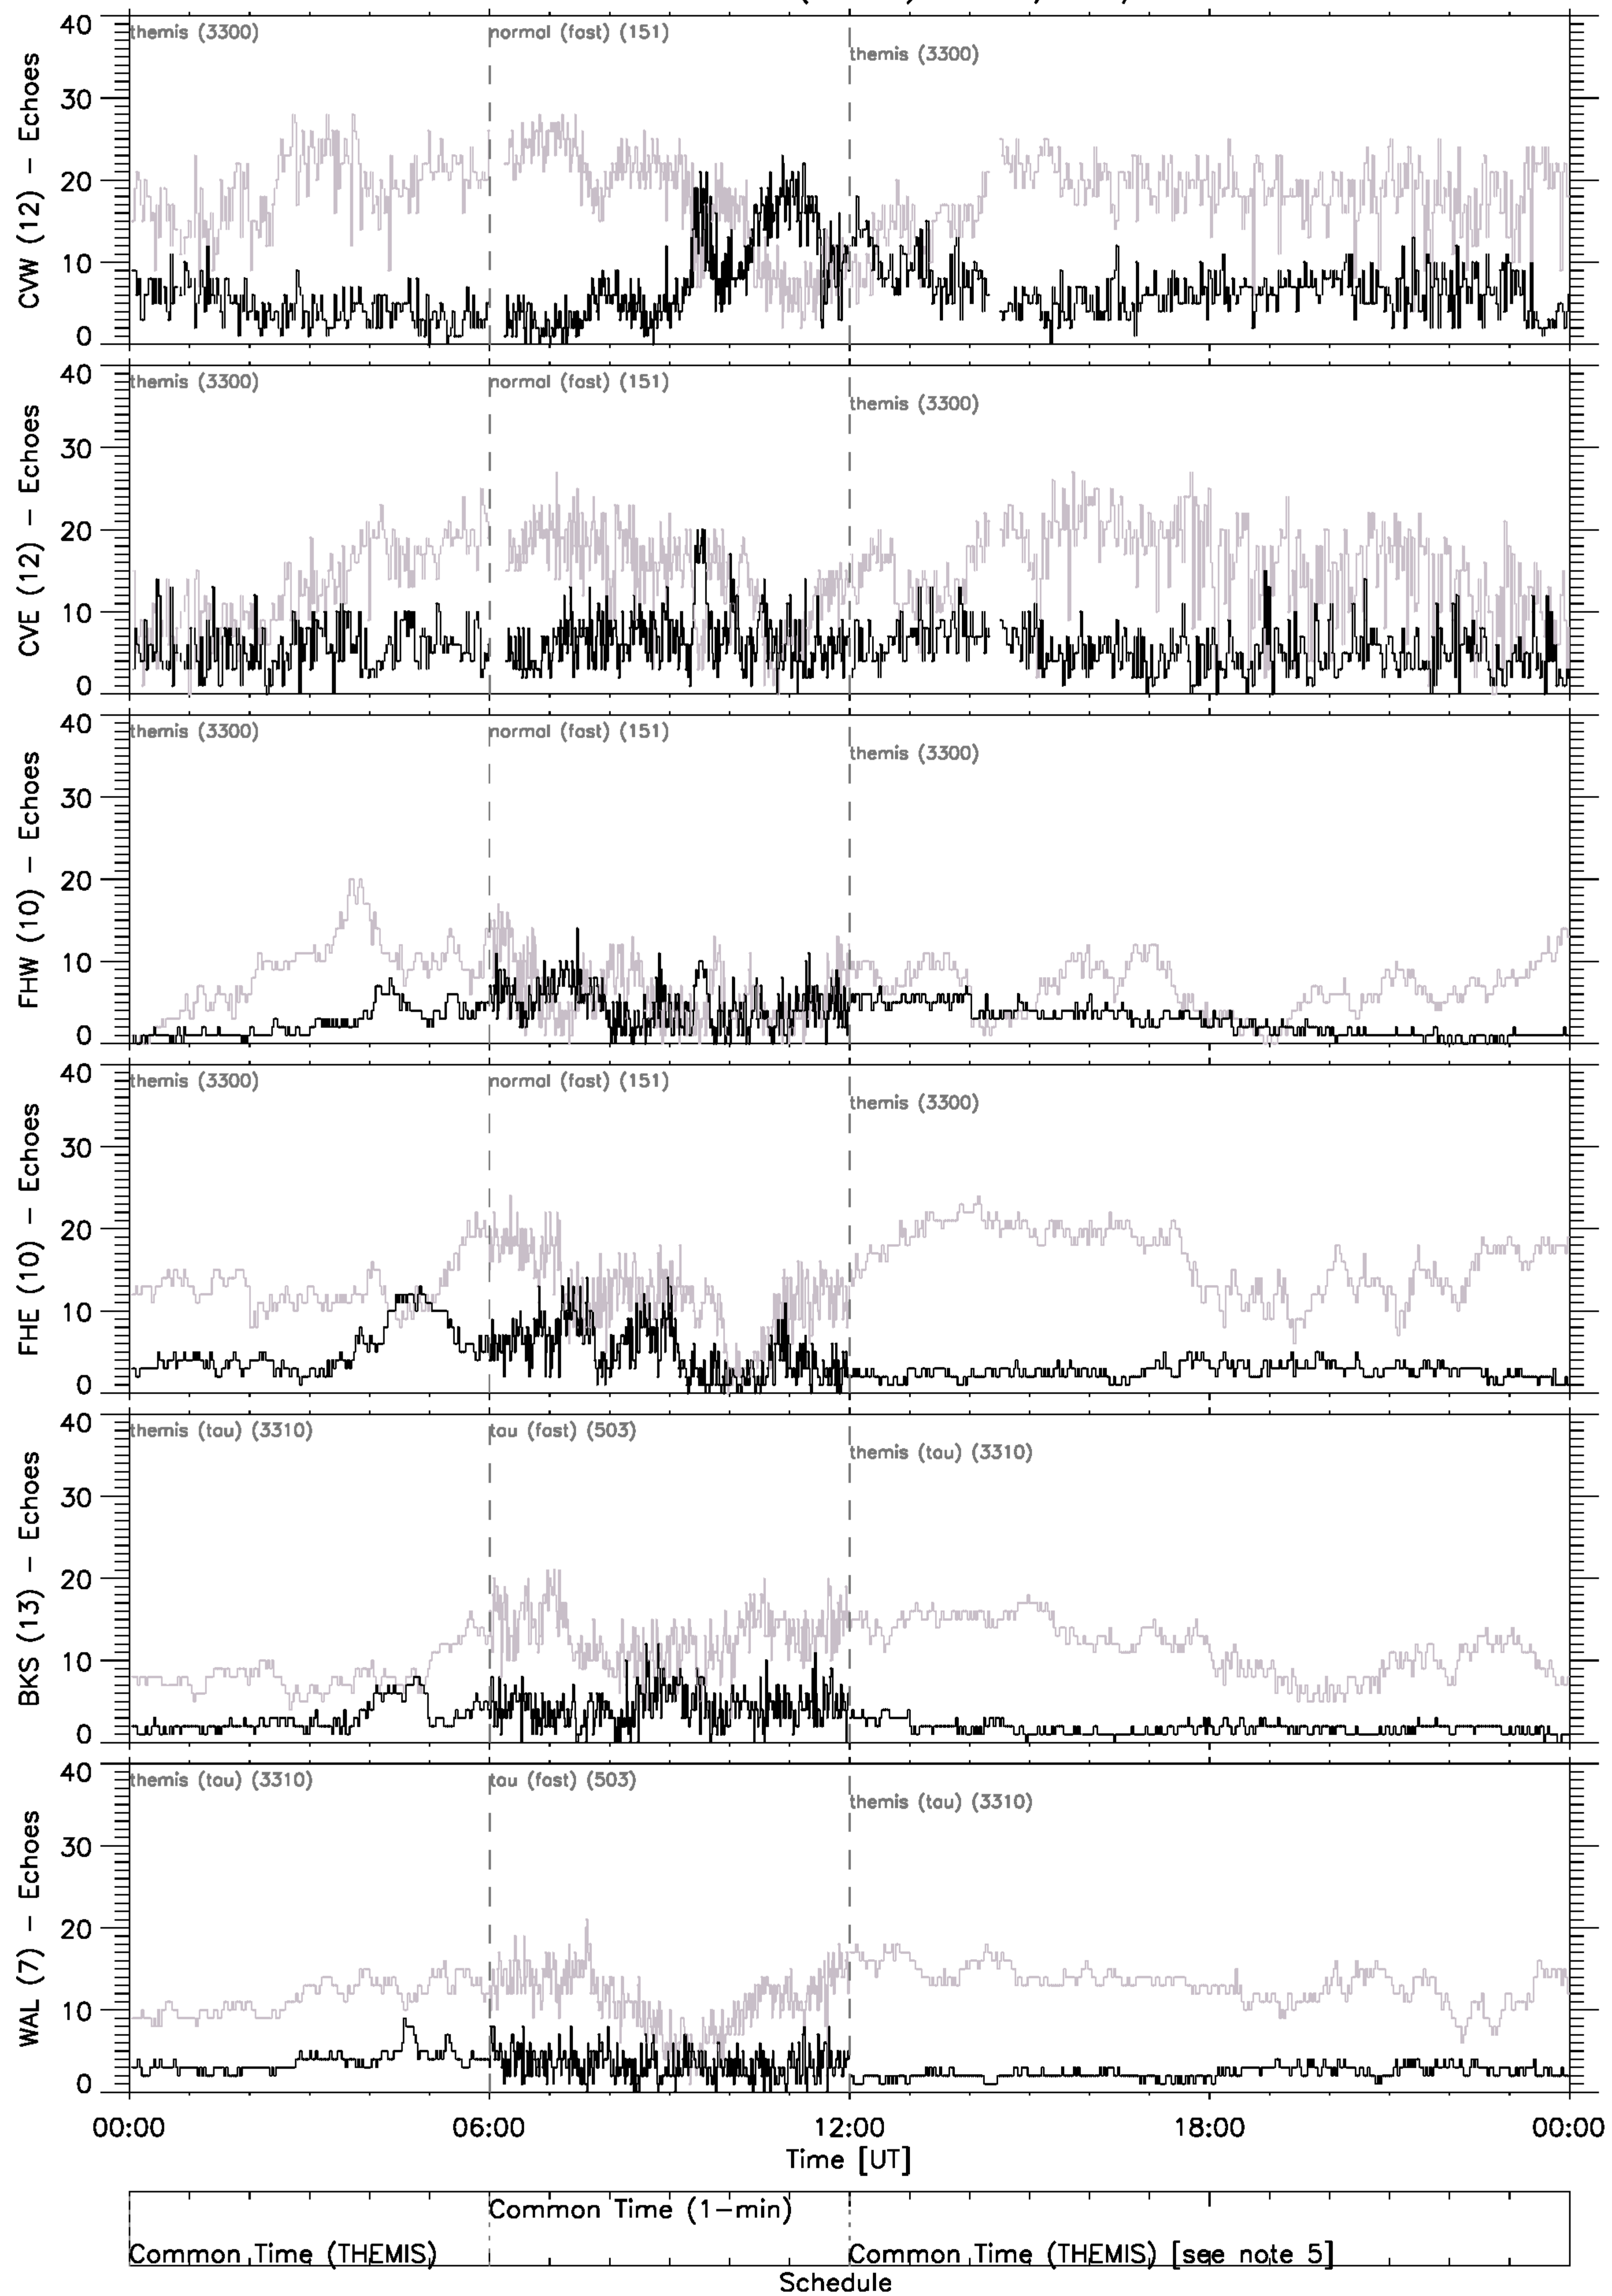 40
themis (3300)
normal (fast) (151)
themis (3300)
30
20
10
0
CVW (12) – Echoes
40
themis (3300)
normal (fast) (151)
themis (3300)
30
20
10
0
CVE (12) – Echoes
40
themis (3300)
normal (fast) (151)
themis (3300)
30
20
10
0
FHW (10) – Echoes
40
themis (3300)
normal (fast) (151)
themis (3300)
30
20
10
0
FHE (10) – Echoes
40
themis (tau) (3310)
tau (fast) (503)
themis (tau) (3310)
30
20
10
0
BKS (13) – Echoes
40
themis (tau) (3310)
tau (fast) (503)
themis (tau) (3310)
30
20
10
0
WAL (7) – Echoes
00:00 06:00 12:00 18:00 00:00
Time [UT]
Common Time (1–min)
Common Time (THEMIS) Common Time (THEMIS) [see note 5]
Schedule